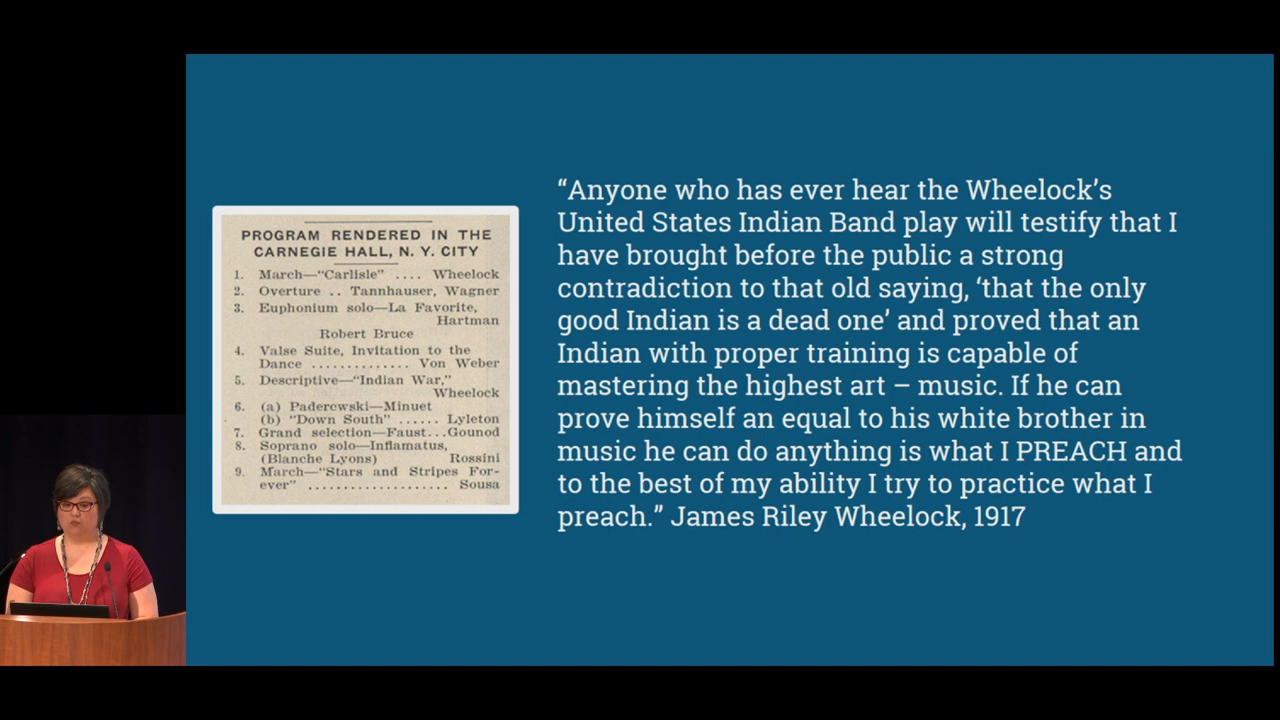 PROGRAM RENDERED IN THE
CARNEGIE HALL, N. Y. CITY
1. March—“Carlisle” .... Wheelock
2. Overture .. Tannhauser, Wagner
3. Euphonium solo—La Favorite,
Hartman
Robert Bruce
4. Valse Suite, Invitation to the
Dance .............. Von Weber
5. Descriptive—“Indian War,”
Wheelock
6. (a) Paderewski—Minuet
(b) “Down South” ...... Lyleton
7. Grand selection—Faust...Gounod
8. Soprano solo—Inflamatus,
(Blanche Lyons) Rossini
9. March—“Stars and Stripes For-
ever” .................... Sousa
“Anyone who has ever hear the Wheelock’s
United States Indian Band play will testify that I
have brought before the public a strong
contradiction to that old saying, ‘that the only
good Indian is a dead one’ and proved that an
Indian with proper training is capable of
mastering the highest art – music. If he can
prove himself an equal to his white brother in
music he can do anything is what I PREACH and
to the best of my ability I try to practice what I
preach.” James Riley Wheelock, 1917